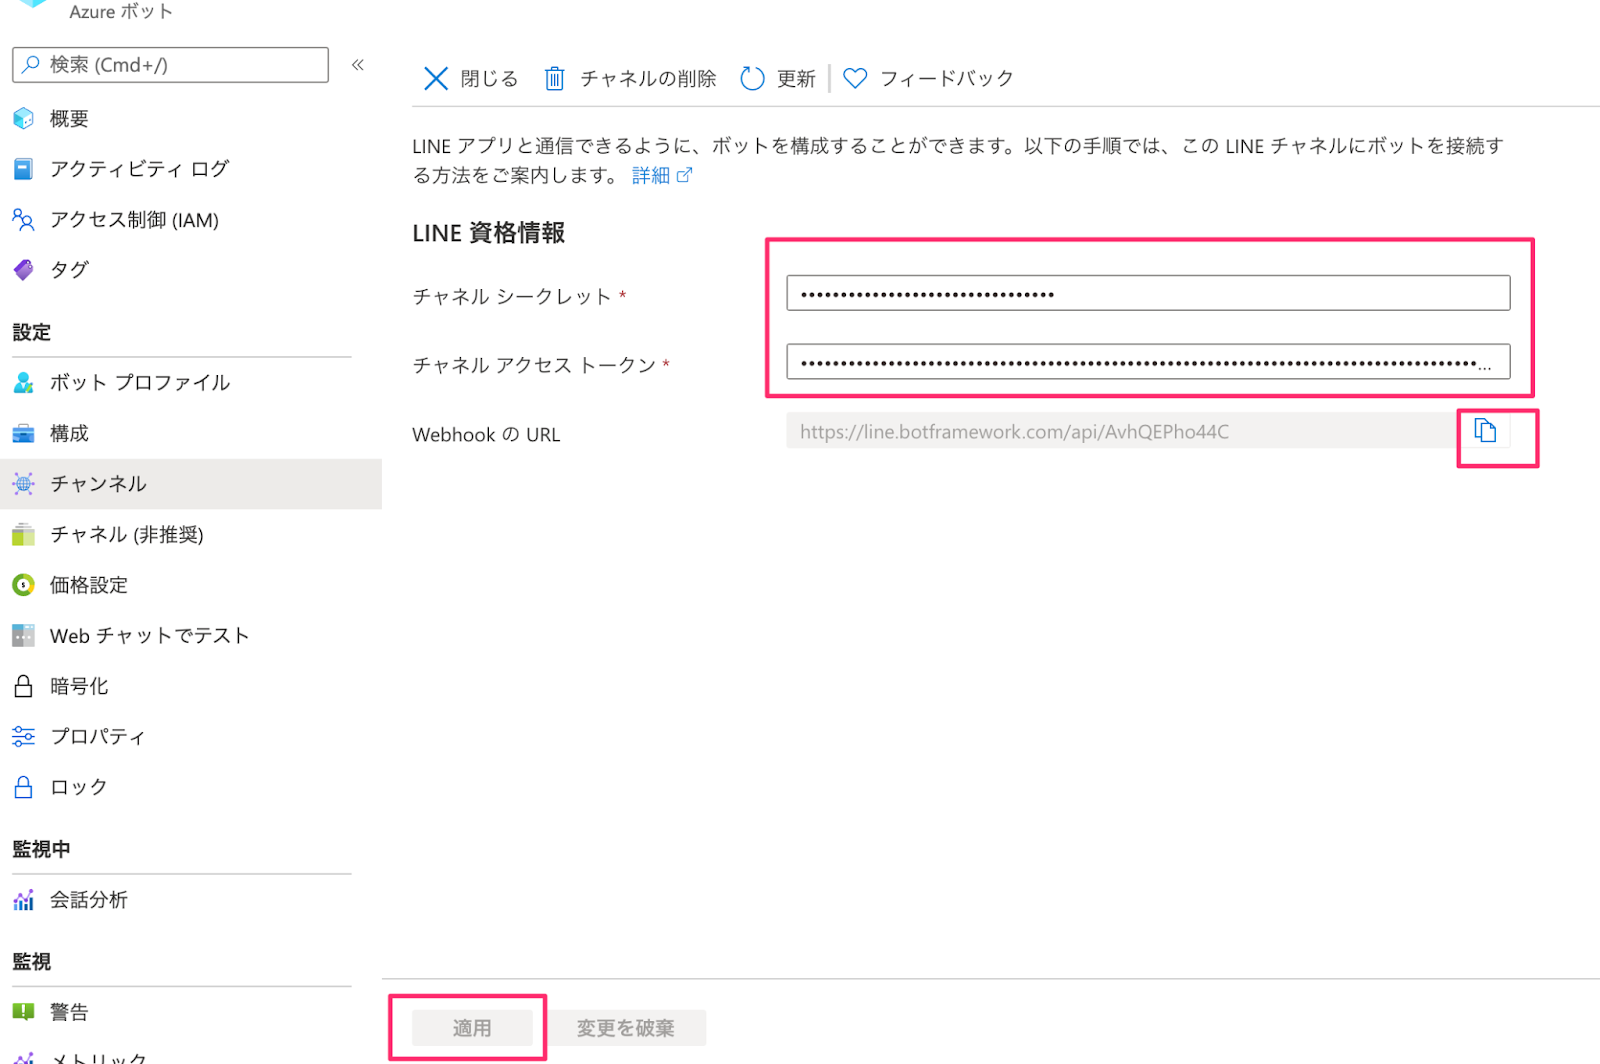 Azure ボット
検索 (Cmd+/)
«
概要
アクティビティ ログ
アクセス制御 (IAM)
タグ
設定
ボット プロファイル
構成
チャンネル
チャネル (非推奨)
価格設定
Web チャットでテスト
暗号化
プロパティ
ロック
監視中
会話分析
監視
警告
メトリック
閉じる
チャネルの削除
更新
フィードバック
LINE アプリと通信できるように、ボットを構成することができます。以下の手順では、この LINE チャネルにボットを接続す
る方法をご案内します。 詳細
LINE 資格情報
チャネル シークレット *
チャネル アクセス トークン *
Webhook の URL
https://line.botframework.com/api/AvhQEPho44C
適用
変更を破棄